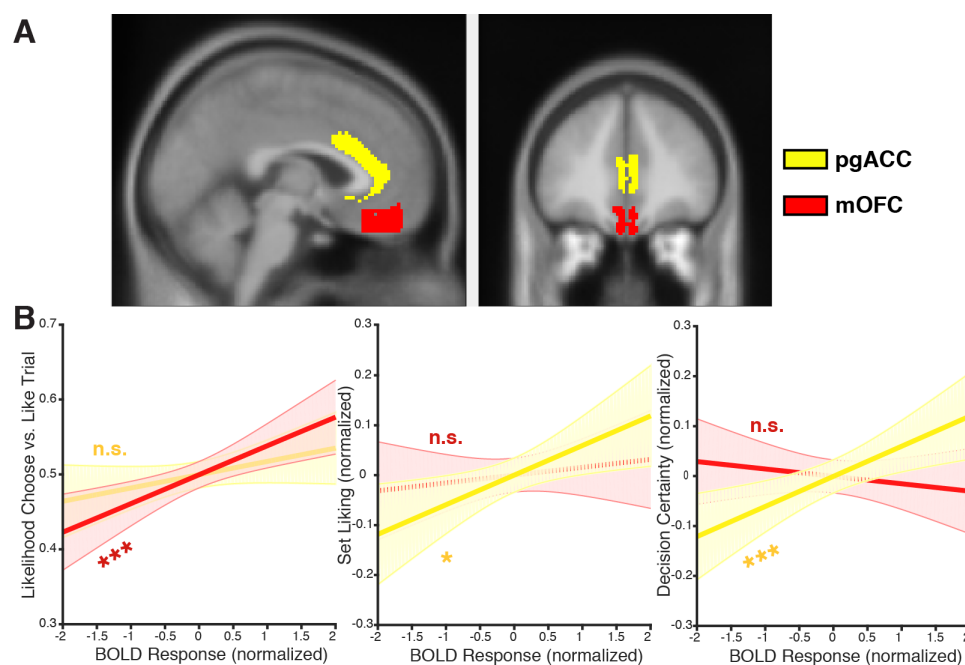 A
pgACC
mOFC
B
Likelihood Choose vs. Like Trial
0.7
0.6
0.5
0.4
0.3
n.s.
***
-2 -1.5 -1 -0.5 0 0.5 1 1.5 2
BOLD Response (normalized)
Set Liking (normalized)
0.3
0.2
0.1
0
-0.1
-0.2
-0.3
n.s.
*
-2 -1.5 -1 -0.5 0 0.5 1 1.5 2
BOLD Response (normalized)
Decision Certainty (normalized)
0.3
0.2
0.1
0
-0.1
-0.2
-0.3
n.s.
***
-2 -1.5 -1 -0.5 0 0.5 1 1.5 2
BOLD Response (normalized)